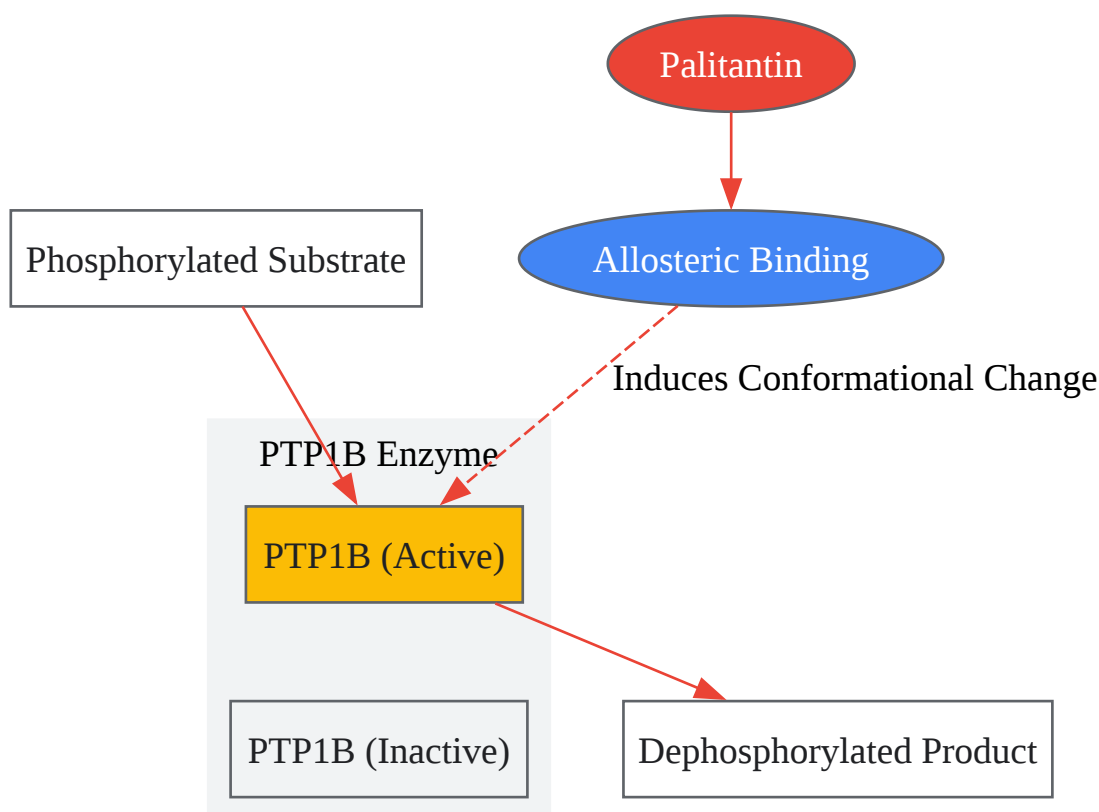 Palitantin
Phosphorylated Substrate
Allosteric Binding
Induces Conformational Change
PTP1B Enzyme
PTP1B (Active)
PTP1B (Inactive)
Dephosphorylated Product